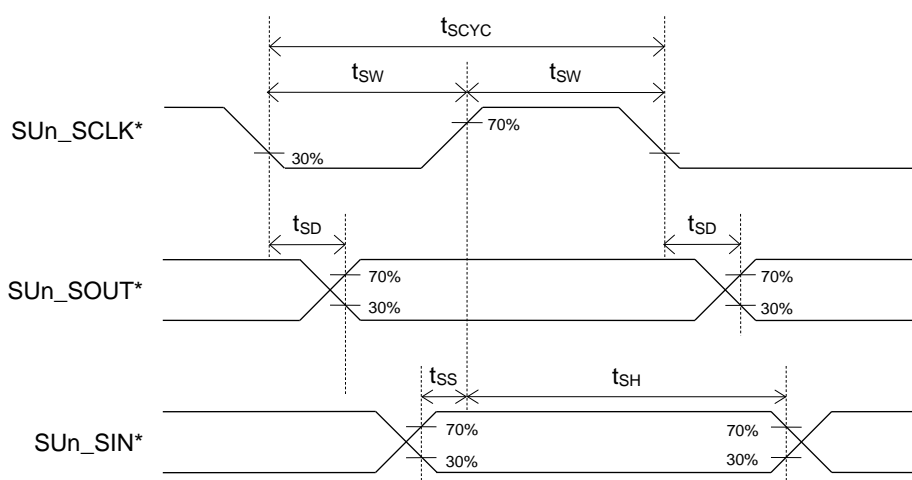 tSCYC
tSW tSW
SUn_SCLK*
70%
30%
tSD tSD
SUn_SOUT*
70% 70%
30% 30%
tSS tSH
SUn_SIN*
70% 70%
30% 30%